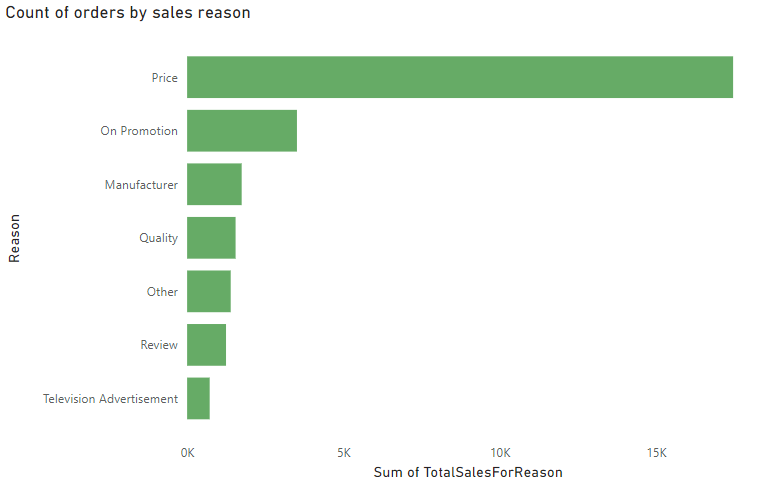 Count of orders by sales reason
Reason
Price
On Promotion
Manufacturer
Quality
Other
Review
Television Advertisement
0K 5K 10K 15K
Sum of TotalSalesForReason